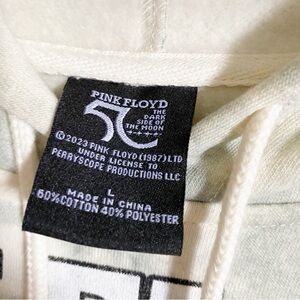 PINK FLOYD
50
THE
DARK
SIDE OF
THE MOON
©2023 PINK FLOYD (1987) LTD
UNDER LICENSE TO
PERRYSCOPE PRODUCTIONS LLC
L
MADE IN CHINA
60%COTTON 40% POLYESTER